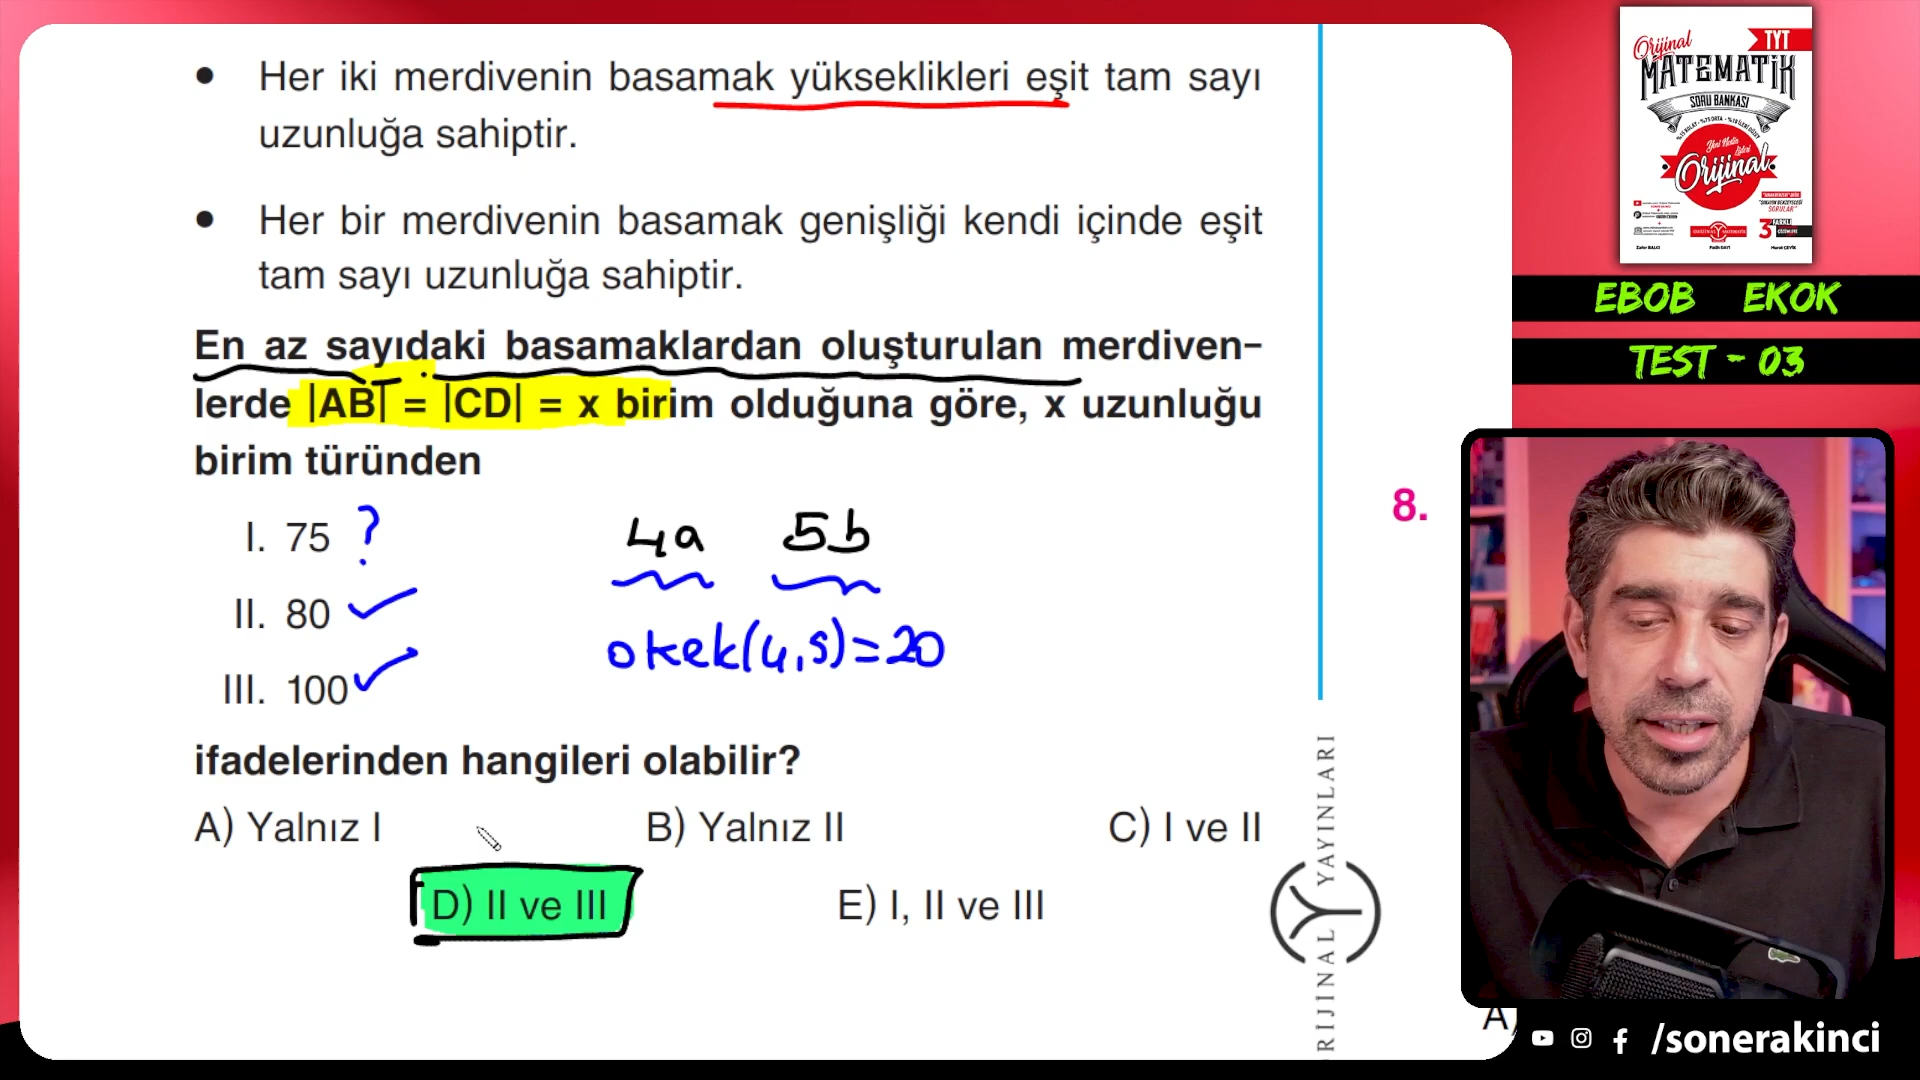 • Her iki merdivenin basamak yükseklikleri eşit tam sayı
uzunluğa sahiptir.
• Her bir merdivenin basamak genişliği kendi içinde eşit
tam sayı uzunluğa sahiptir.
En az sayıdaki basamaklardan oluşturulan merdiven-
lerde |AB| = |CD| = x birim olduğuna göre, x uzunluğu
birim türünden
I. 75 ?
II. 80
III. 100
4a 5b
okek(4,5)=20
ifadelerinden hangileri olabilir?
A) Yalnız I B) Yalnız II C) I ve II
D) II ve III E) I, II ve III
8.
RİJİNAL YAYINLARI
A)
Orijinal
TYT
MATEMATİK
SORU BANKASI
Orijinal
EBOB EKOK
TEST - 03
/sonerakinci